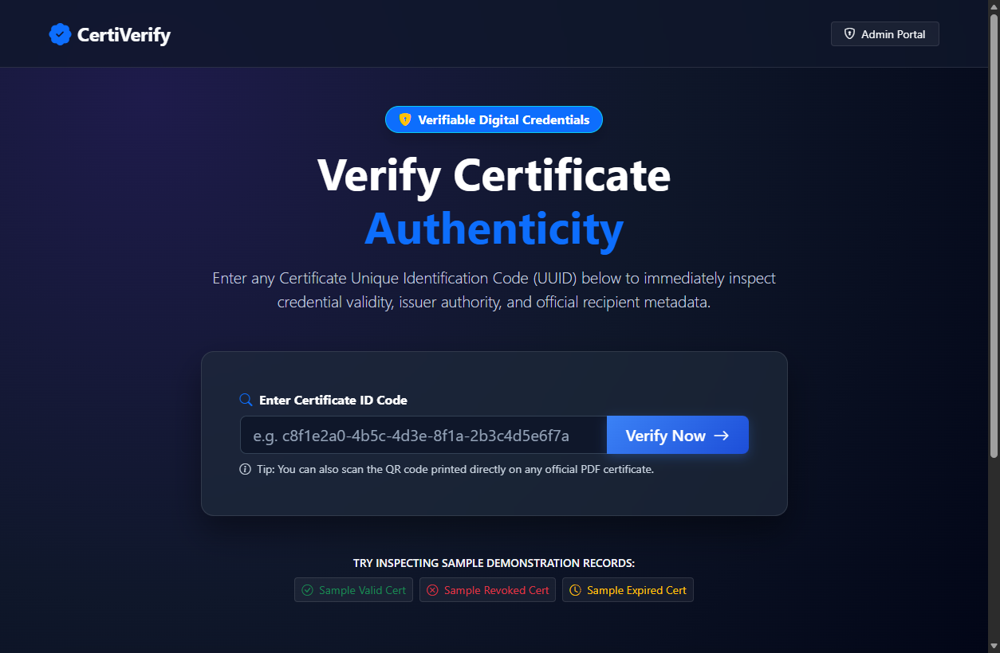 CertiVerify
Admin Portal
Verifiable Digital Credentials
Verify Certificate
Authenticity
Enter any Certificate Unique Identification Code (UUID) below to immediately inspect
credential validity, issuer authority, and official recipient metadata.
Enter Certificate ID Code
e.g. c8f1e2a0-4b5c-4d3e-8f1a-2b3c4d5e6f7a
Verify Now →
Tip: You can also scan the QR code printed directly on any official PDF certificate.
TRY INSPECTING SAMPLE DEMONSTRATION RECORDS:
Sample Valid Cert
Sample Revoked Cert
Sample Expired Cert